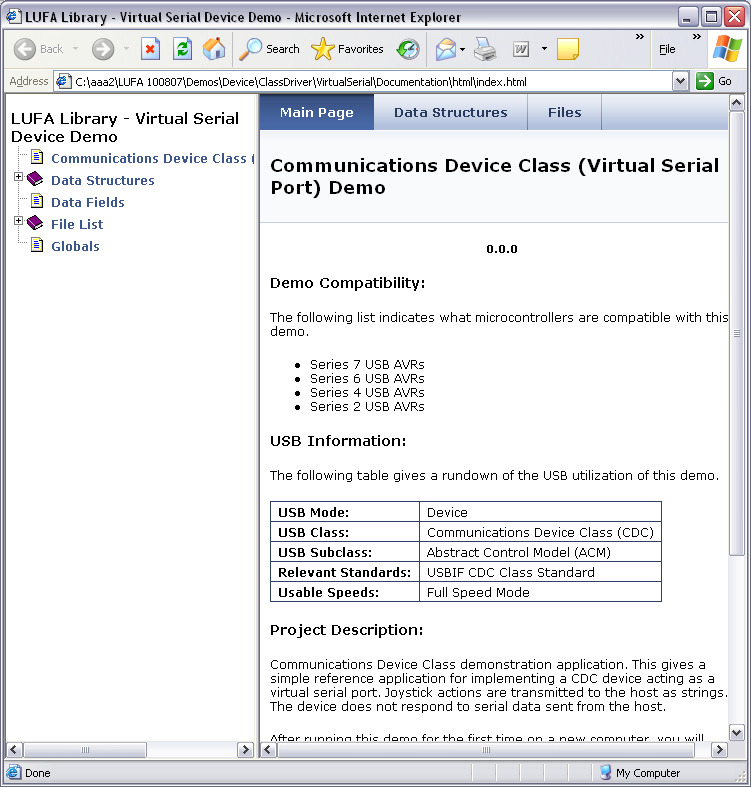 LUFA Library - Virtual Serial Device Demo - Microsoft Internet Explorer
Back Search Favorites W » File »
Address C:\aaa2\LUFA 100807\Demos\Device\ClassDriver\VirtualSerial\Documentation\html\index.html Go
LUFA Library - Virtual Serial
Device Demo
Communications Device Class (
Data Structures
Data Fields
File List
Globals
Main Page Data Structures Files
Communications Device Class (Virtual Serial
Port) Demo
0.0.0
Demo Compatibility:
The following list indicates what microcontrollers are compatible with this
demo.
• Series 7 USB AVRs
• Series 6 USB AVRs
• Series 4 USB AVRs
• Series 2 USB AVRs
USB Information:
The following table gives a rundown of the USB utilization of this demo.
USB Mode: Device
USB Class: Communications Device Class (CDC)
USB Subclass: Abstract Control Model (ACM)
Relevant Standards: USBIF CDC Class Standard
Usable Speeds: Full Speed Mode
Project Description:
Communications Device Class demonstration application. This gives a
simple reference application for implementing a CDC device acting as a
virtual serial port. Joystick actions are transmitted to the host as strings.
The device does not respond to serial data sent from the host.
After running this demo for the first time on a new computer, you will
Done My Computer